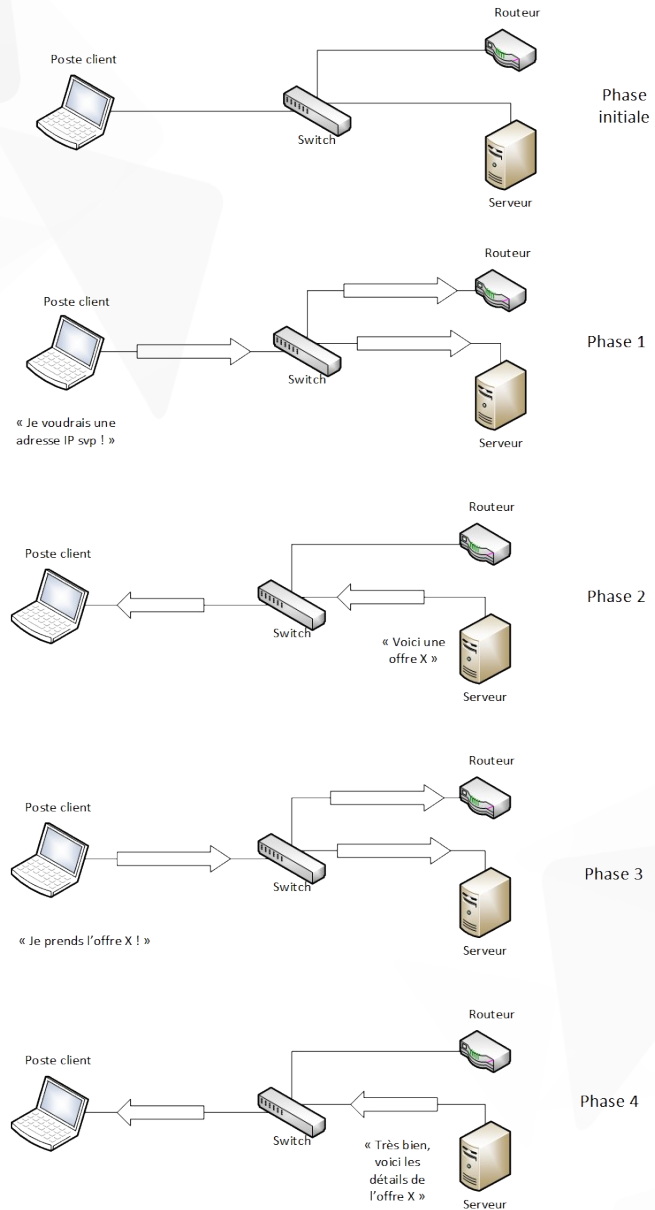 Routeur
Poste client
Phase
initiale
Switch
Serveur
Routeur
Poste client
Phase 1
Switch
« Je voudrais une
adresse IP svp ! »
Serveur
Routeur
Poste client
Phase 2
Switch
« Voici une
offre X »
Serveur
Routeur
Poste client
Phase 3
Switch
« Je prends l’offre X ! »
Serveur
Routeur
Poste client
Phase 4
Switch
« Très bien,
voici les
détails de
l’offre X »
Serveur